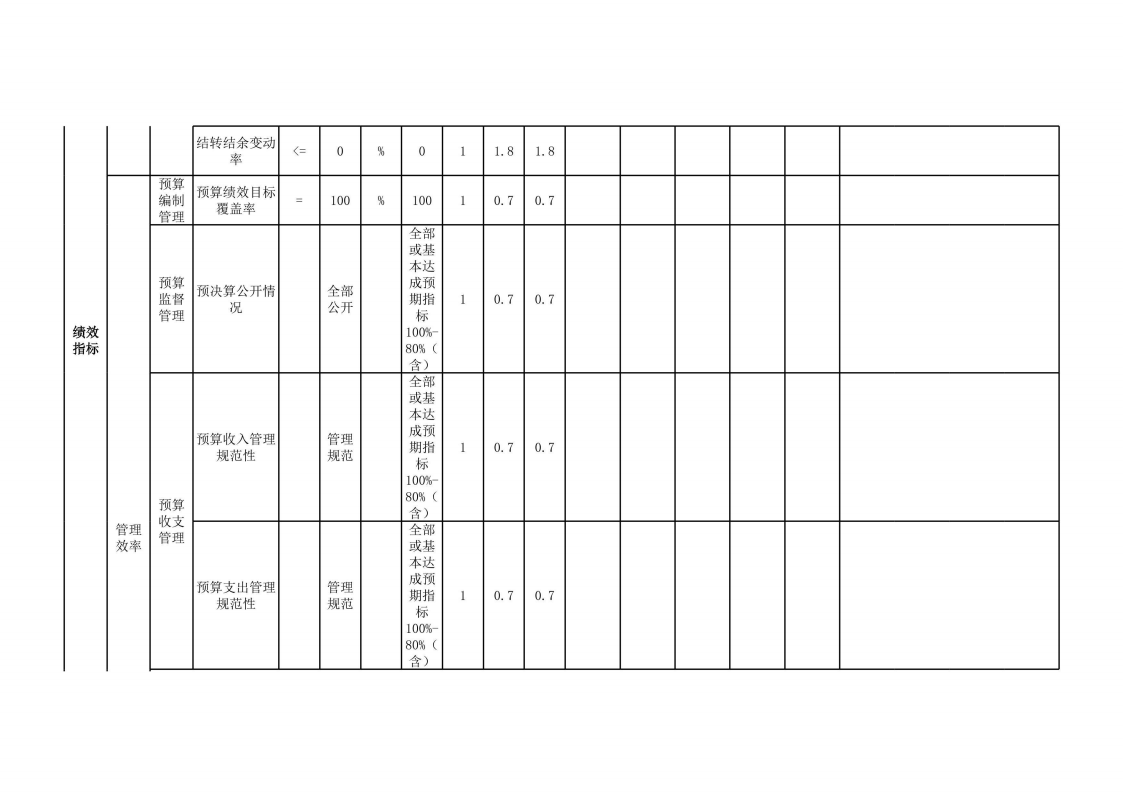 绩效
指标
结转结余变动
率
<=
0
%
0
1
1.8
1.8
管理
效率
预算
编制
管理
预算绩效目标
覆盖率
=
100
%
100
1
0.7
0.7
预算
监督
管理
预决算公开情
况
全部
公开
全部
或基
本达
成预
期指
标
100%-
80%（
含）
1
0.7
0.7
预算
收支
管理
预算收入管理
规范性
管理
规范
全部
或基
本达
成预
期指
标
100%-
80%（
含）
1
0.7
0.7
预算支出管理
规范性
管理
规范
全部
或基
本达
成预
期指
标
100%-
80%（
含）
1
0.7
0.7